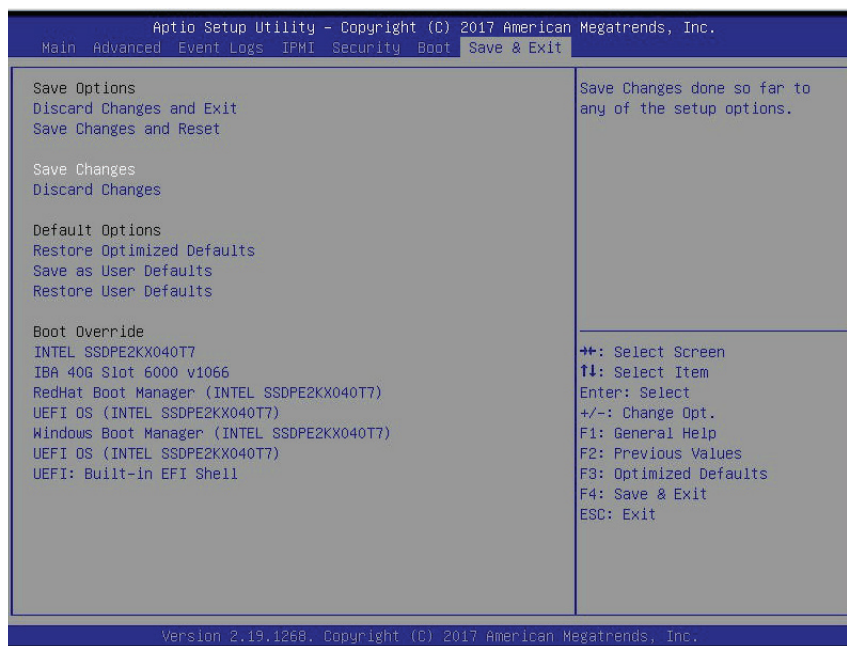 Aptio Setup Utility – Copyright (C) 2017 American Megatrends, Inc.
Main Advanced Event Logs IPMI Security Boot Save & Exit
Save Options
Discard Changes and Exit
Save Changes and Reset
Save Changes
Discard Changes
Default Options
Restore Optimized Defaults
Save as User Defaults
Restore User Defaults
Boot Override
INTEL SSDPE2KX040T7
IBA 40G Slot 6000 v1066
RedHat Boot Manager (INTEL SSDPE2KX040T7)
UEFI OS (INTEL SSDPE2KX040T7)
Windows Boot Manager (INTEL SSDPE2KX040T7)
UEFI OS (INTEL SSDPE2KX040T7)
UEFI: Built-in EFI Shell
Save Changes done so far to
any of the setup options.
→←: Select Screen
↑↓: Select Item
Enter: Select
+/-: Change Opt.
F1: General Help
F2: Previous Values
F3: Optimized Defaults
F4: Save & Exit
ESC: Exit
Version 2.19.1268. Copyright (C) 2017 American Megatrends, Inc.